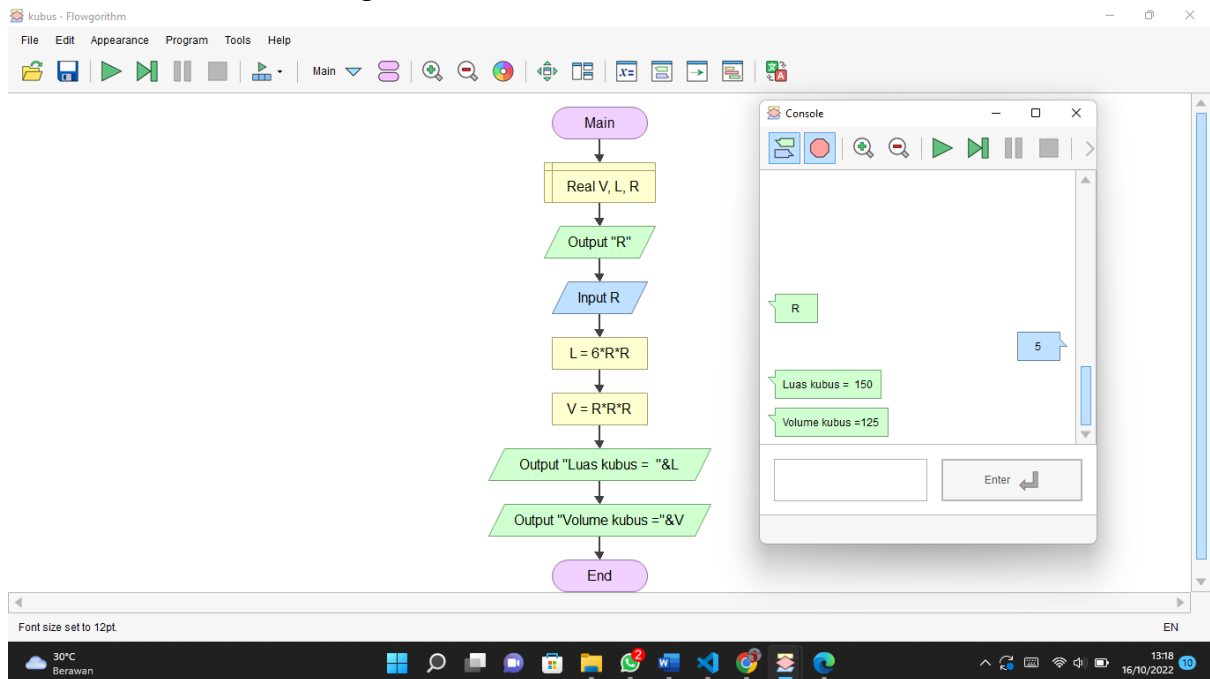 kubus - Flowgorithm
File Edit Appearance Program Tools Help
Main
x=
Main
Real V, L, R
Output "R"
Input R
L = 6*R*R
V = R*R*R
Output "Luas kubus =  "&L
Output "Volume kubus ="&V
End
Console
R
5
Luas kubus =  150
Volume kubus =125
Enter
Font size set to 12pt.
EN
30°C
Berawan
2
13:18
16/10/2022
10